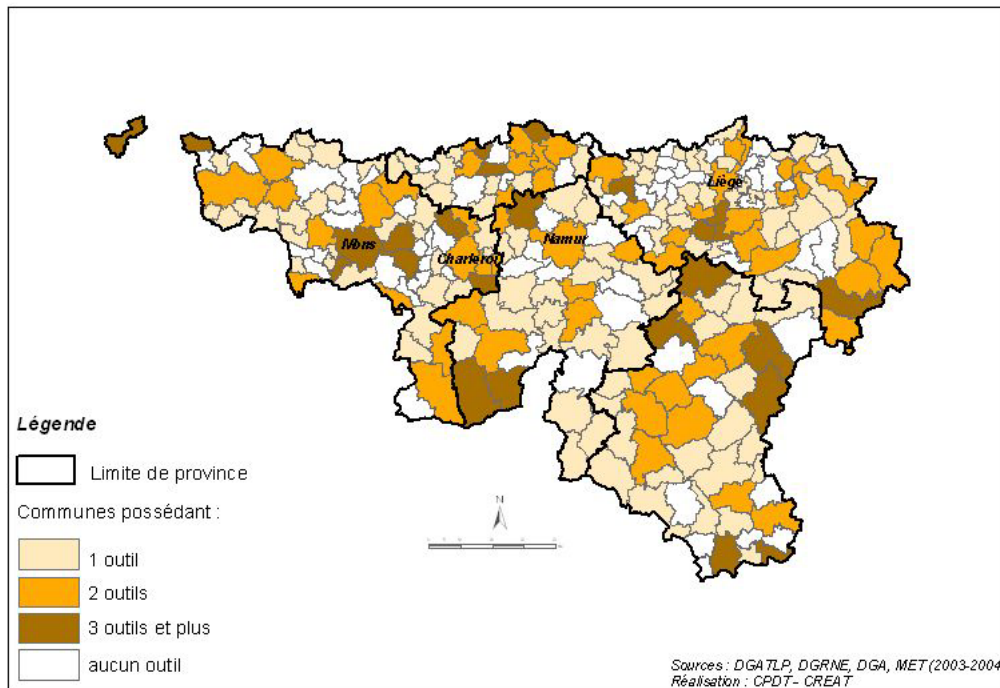 Liège
Mons
Namur
Charleroi
Légende
Limite de province
Communes possédant :
1 outil
2 outils
3 outils et plus
aucun outil
N
Sources : DGATLP, DGRNE, DGA, MET (2003-2004
Réalisation : CPDT - CREAT